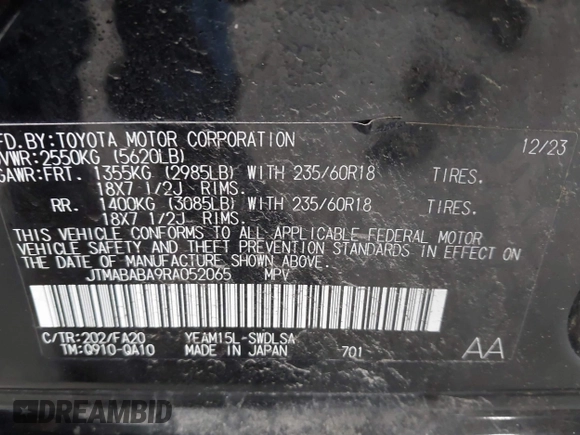 FD.BY:TOYOTA MOTOR CORPORATION 12/23
VWR:2550KG (5620LB)
GAWR:FRT. 1355KG (2985LB) WITH 235/60R18 TIRES.
18X7 1/2J RIMS.
RR. 1400KG (3085LB) WITH 235/60R18 TIRES.
18X7 1/2J RIMS.
THIS VEHICLE CONFORMS TO ALL APPLICABLE FEDERAL MOTOR
VEHICLE SAFETY AND THEFT PREVENTION STANDARDS IN EFFECT ON
THE DATE OF MANUFACTURE SHOWN ABOVE.
JTMABABA9RA052065 MPV
C/TR:202/FA20 YEAM15L-SWDLSA
TM:Q910-QA10 MADE IN JAPAN 701 AA
DREAMBID